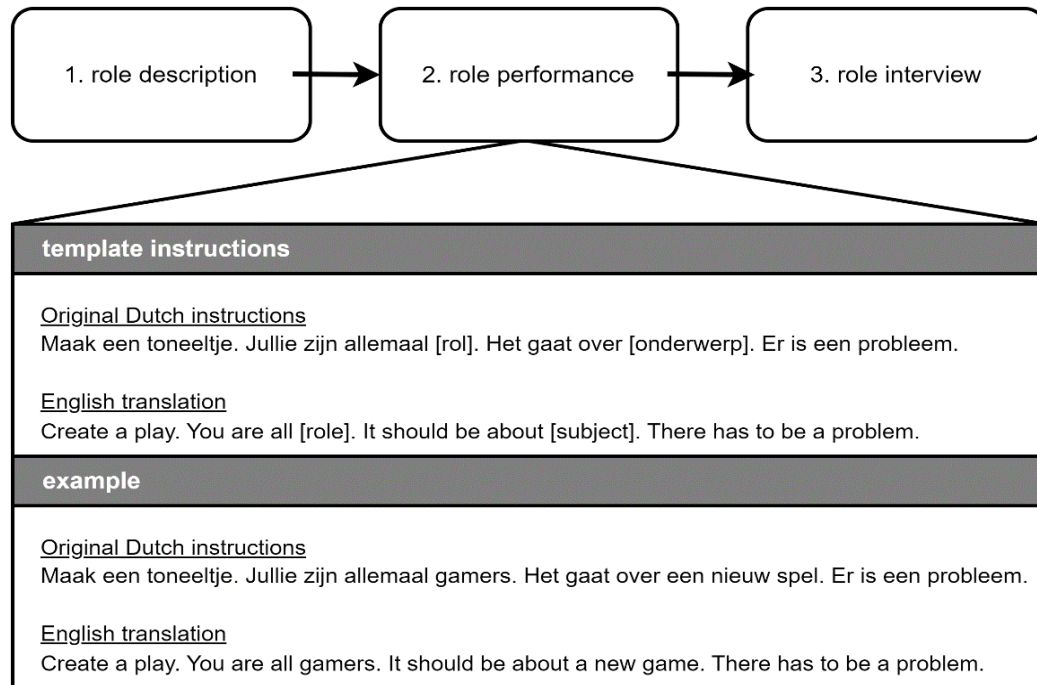 1. role description
2. role performance
3. role interview
template instructions
Original Dutch instructions
Maak een toneeltje. Jullie zijn allemaal [rol]. Het gaat over [onderwerp]. Er is een probleem.
English translation
Create a play. You are all [role]. It should be about [subject]. There has to be a problem.
example
Original Dutch instructions
Maak een toneeltje. Jullie zijn allemaal gamers. Het gaat over een nieuw spel. Er is een probleem.
English translation
Create a play. You are all gamers. It should be about a new game. There has to be a problem.